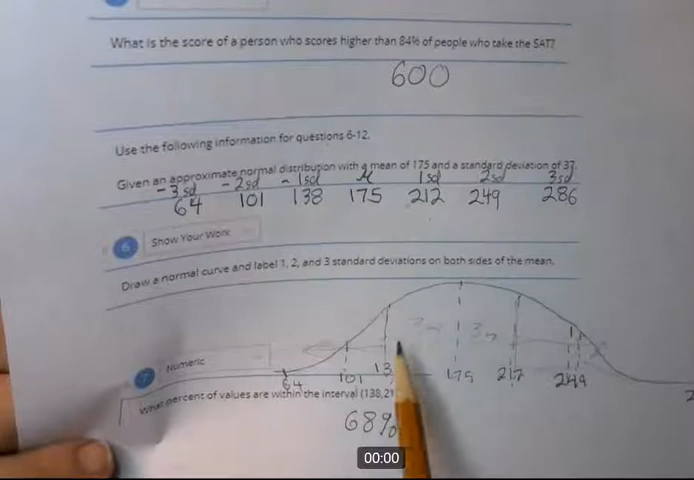 What is the score of a person who scores higher than 84% of people who take the SAT?
600
Use the following information for questions 6-12.
Given an approximate normal distribution with a mean of 175 and a standard deviation of 37.
-3sd -2sd -1sd μ 1sd 2sd 3sd
64 101 138 175 212 249 286
6 Show Your Work
Draw a normal curve and label 1, 2, and 3 standard deviations on both sides of the mean.
7 Numeric
64 101 13 175 212 249 2
What percent of values are within the interval (138,21
68%
00:00